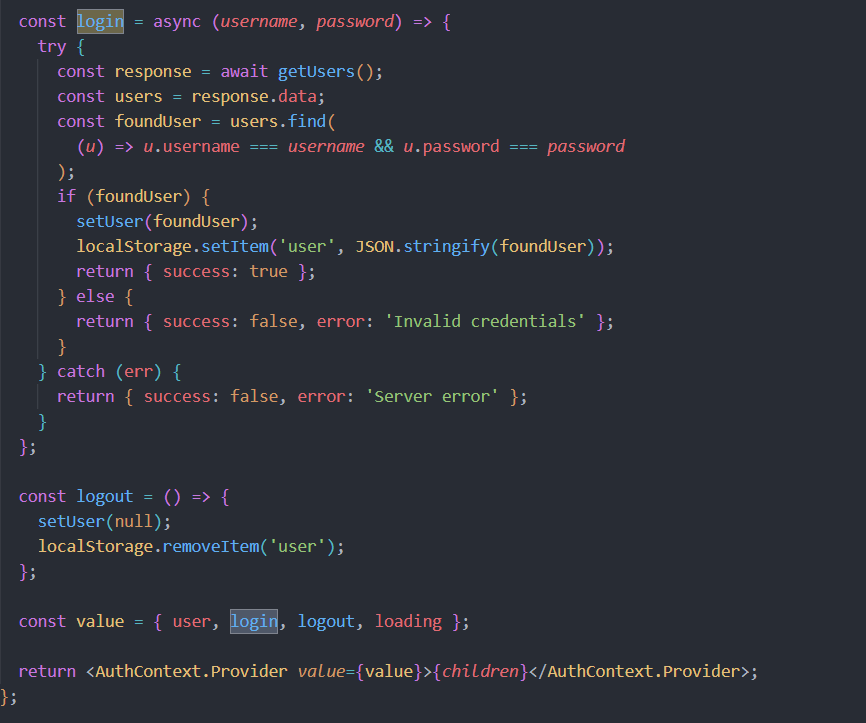 const login = async (username, password) => {
try {
const response = await getUsers();
const users = response.data;
const foundUser = users.find(
(u) => u.username === username && u.password === password
);
if (foundUser) {
setUser(foundUser);
localStorage.setItem('user', JSON.stringify(foundUser));
return { success: true };
} else {
return { success: false, error: 'Invalid credentials' };
}
} catch (err) {
return { success: false, error: 'Server error' };
}
};
const logout = () => {
setUser(null);
localStorage.removeItem('user');
};
const value = { user, login, logout, loading };
return <AuthContext.Provider value={value}>{children}</AuthContext.Provider>;
};